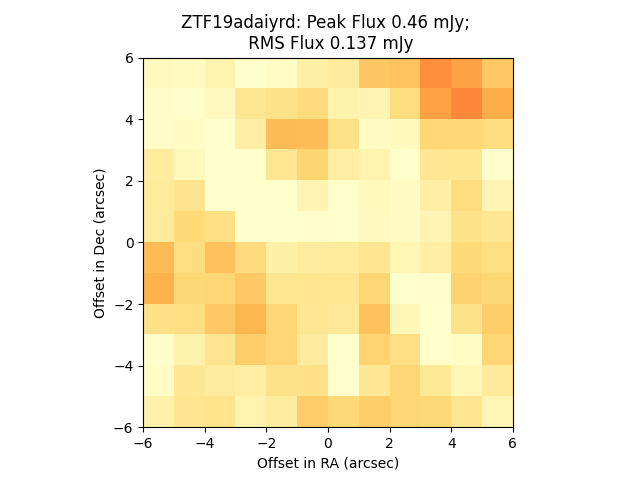 ZTF19adaiyrd: Peak Flux 0.46 mJy;
RMS Flux 0.137 mJy
6
4
2
0
−2
−4
−6
Offset in Dec (arcsec)
−6 −4 −2 0 2 4 6
Offset in RA (arcsec)